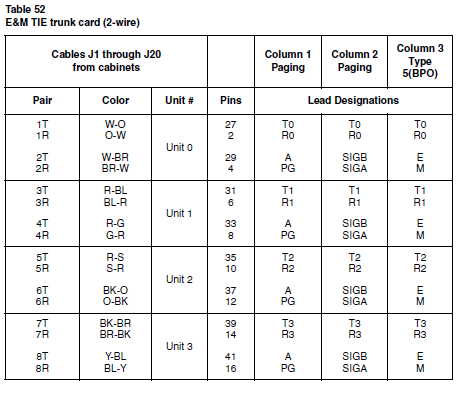 Table 52
E&M TIE trunk card (2-wire)
Cables J1 through J20 from cabinets Column 1 Paging Column 2 Paging Column 3 Type 5(BPO)
Pair Color Unit # Pins Lead Designations
1T W-O 27 T0 T0 T0
1R O-W 2 R0 R0 R0
Unit 0
2T W-BR 29 A SIGB E
2R BR-W 4 PG SIGA M
3T R-BL 31 T1 T1 T1
3R BL-R 6 R1 R1 R1
Unit 1
4T R-G 33 A SIGB E
4R G-R 8 PG SIGA M
5T R-S 35 T2 T2 T2
5R S-R 10 R2 R2 R2
Unit 2
6T BK-O 37 A SIGB E
6R O-BK 12 PG SIGA M
7T BK-BR 39 T3 T3 T3
7R BR-BK 14 R3 R3 R3
Unit 3
8T Y-BL 41 A SIGB E
8R BL-Y 16 PG SIGA M